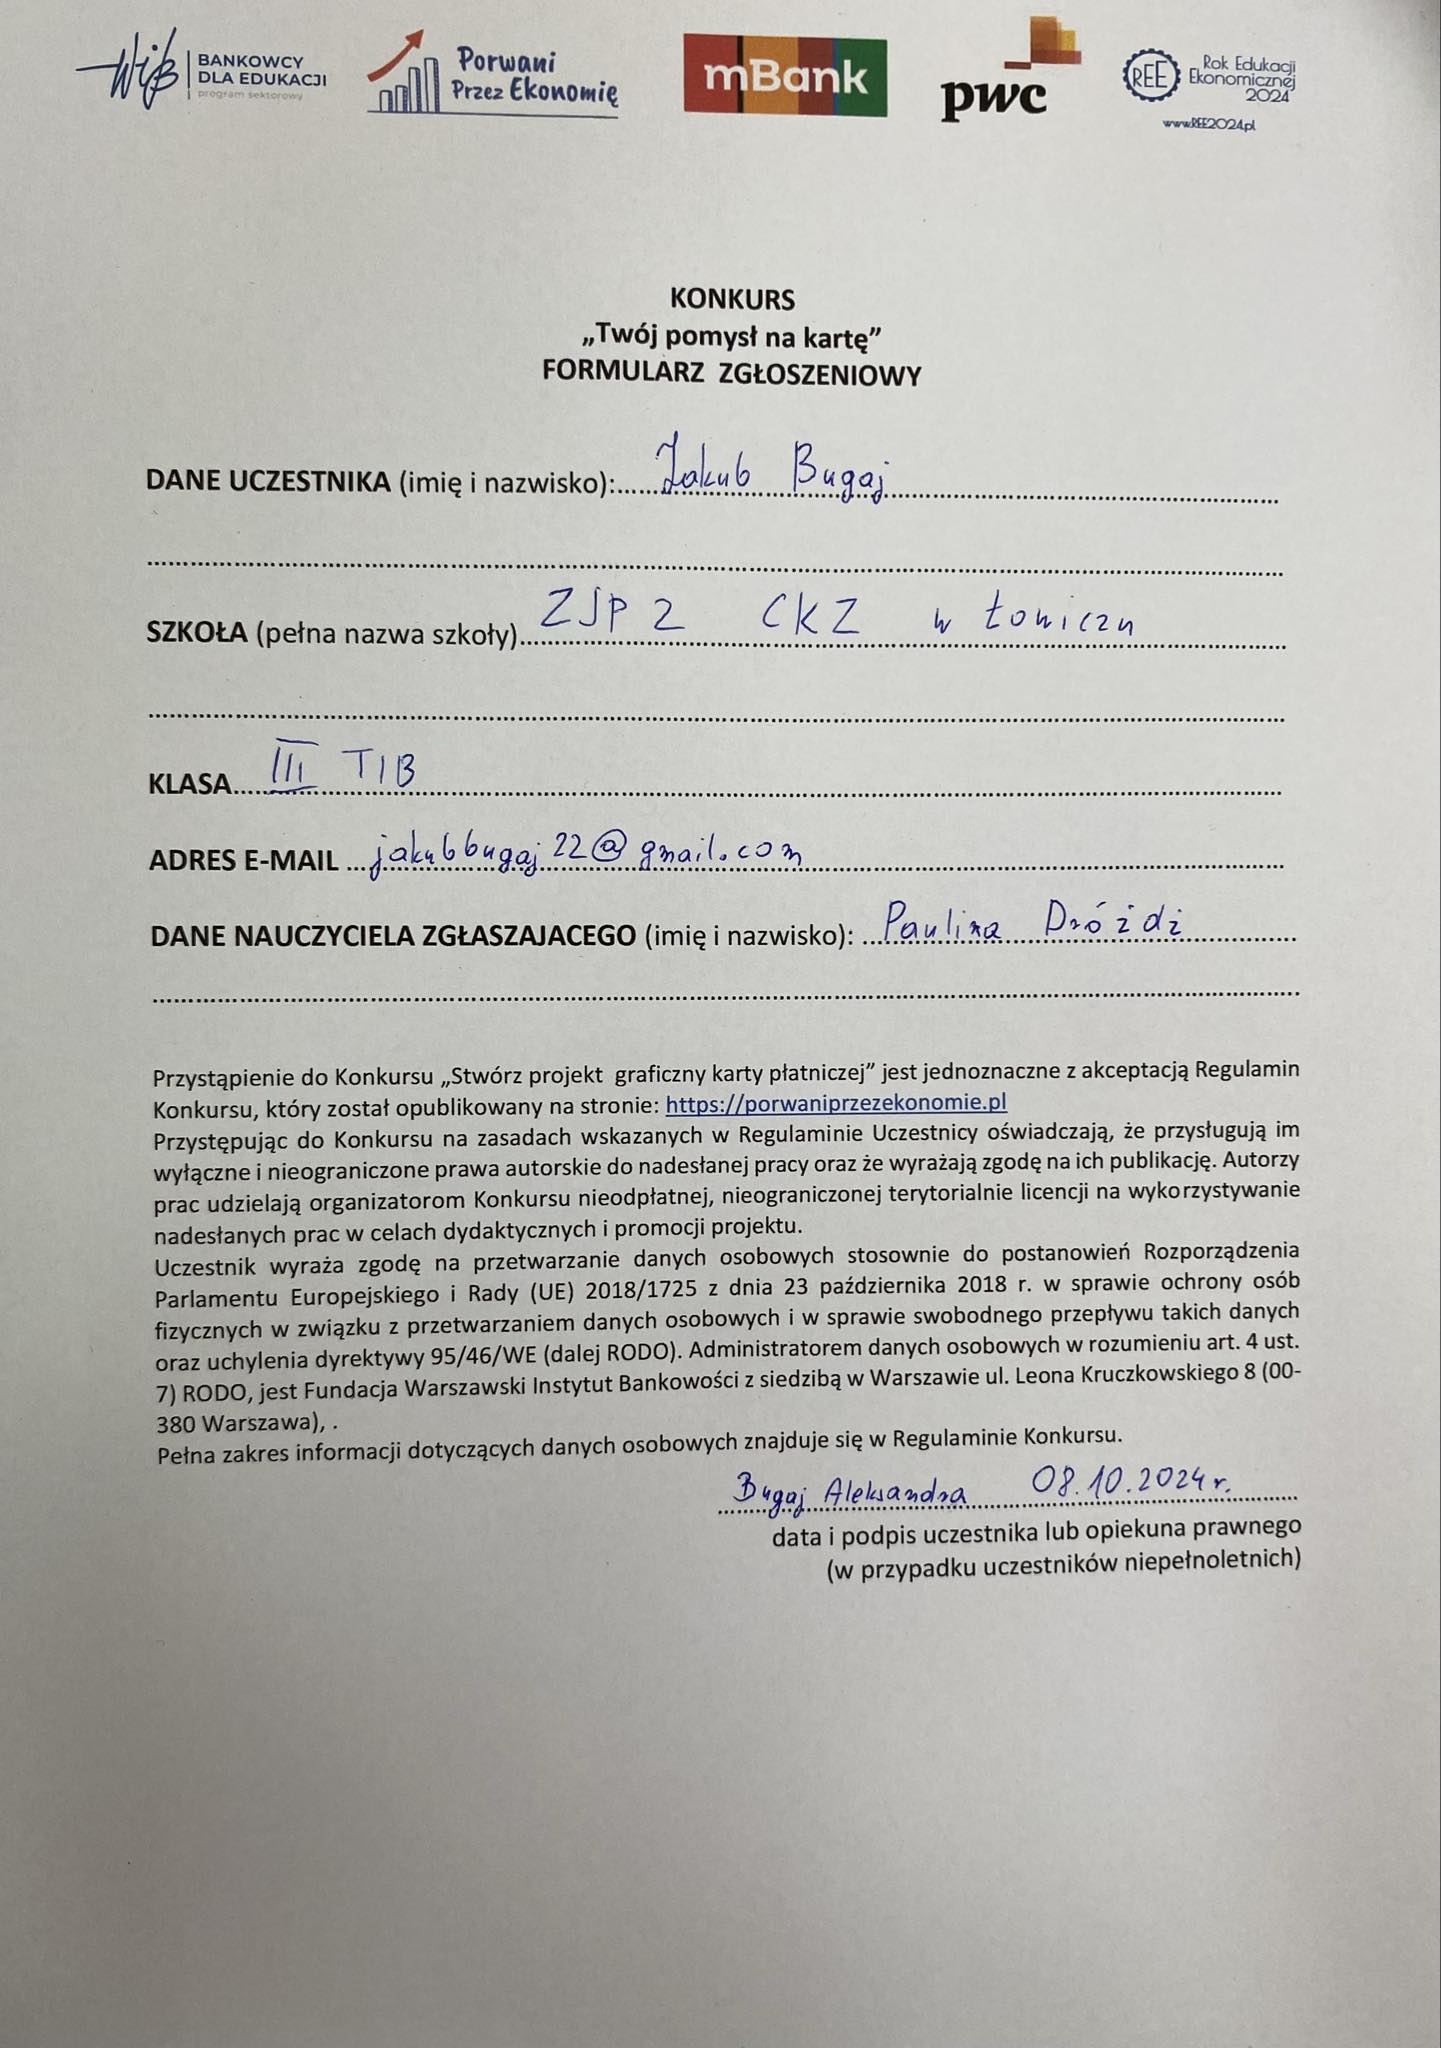 WiB BANKOWCY
DLA EDUKACJI
program sektorowy
Porwani
Przez Ekonomię
mBank
pwc
REE Rok Edukacji
Ekonomicznej
2024
www.REE2024.pl
KONKURS
„Twój pomysł na kartę”
FORMULARZ ZGŁOSZENIOWY
DANE UCZESTNIKA (imię i nazwisko):......Jakub Bugaj......
SZKOŁA (pełna nazwa szkoły)...ZSP 2 CKZ w Łowiczu......
KLASA.....III TIB......
ADRES E-MAIL ...jakubbugaj22@gmail.com......
DANE NAUCZYCIELA ZGŁASZAJACEGO (imię i nazwisko): ...Paulina Dróżdż......
Przystąpienie do Konkursu „Stwórz projekt graficzny karty płatniczej” jest jednoznaczne z akceptacją Regulamin
Konkursu, który został opublikowany na stronie: https://porwaniprzezekonomie.pl
Przystępując do Konkursu na zasadach wskazanych w Regulaminie Uczestnicy oświadczają, że przysługują im
wyłączne i nieograniczone prawa autorskie do nadesłanej pracy oraz że wyrażają zgodę na ich publikację. Autorzy
prac udzielają organizatorom Konkursu nieodpłatnej, nieograniczonej terytorialnie licencji na wykorzystywanie
nadesłanych prac w celach dydaktycznych i promocji projektu.
Uczestnik wyraża zgodę na przetwarzanie danych osobowych stosownie do postanowień Rozporządzenia
Parlamentu Europejskiego i Rady (UE) 2018/1725 z dnia 23 października 2018 r. w sprawie ochrony osób
fizycznych w związku z przetwarzaniem danych osobowych i w sprawie swobodnego przepływu takich danych
oraz uchylenia dyrektywy 95/46/WE (dalej RODO). Administratorem danych osobowych w rozumieniu art. 4 ust.
7) RODO, jest Fundacja Warszawski Instytut Bankowości z siedzibą w Warszawie ul. Leona Kruczkowskiego 8 (00-
380 Warszawa), .
Pełna zakres informacji dotyczących danych osobowych znajduje się w Regulaminie Konkursu.
Bugaj Aleksandra 08.10.2024 r.
data i podpis uczestnika lub opiekuna prawnego
(w przypadku uczestników niepełnoletnich)